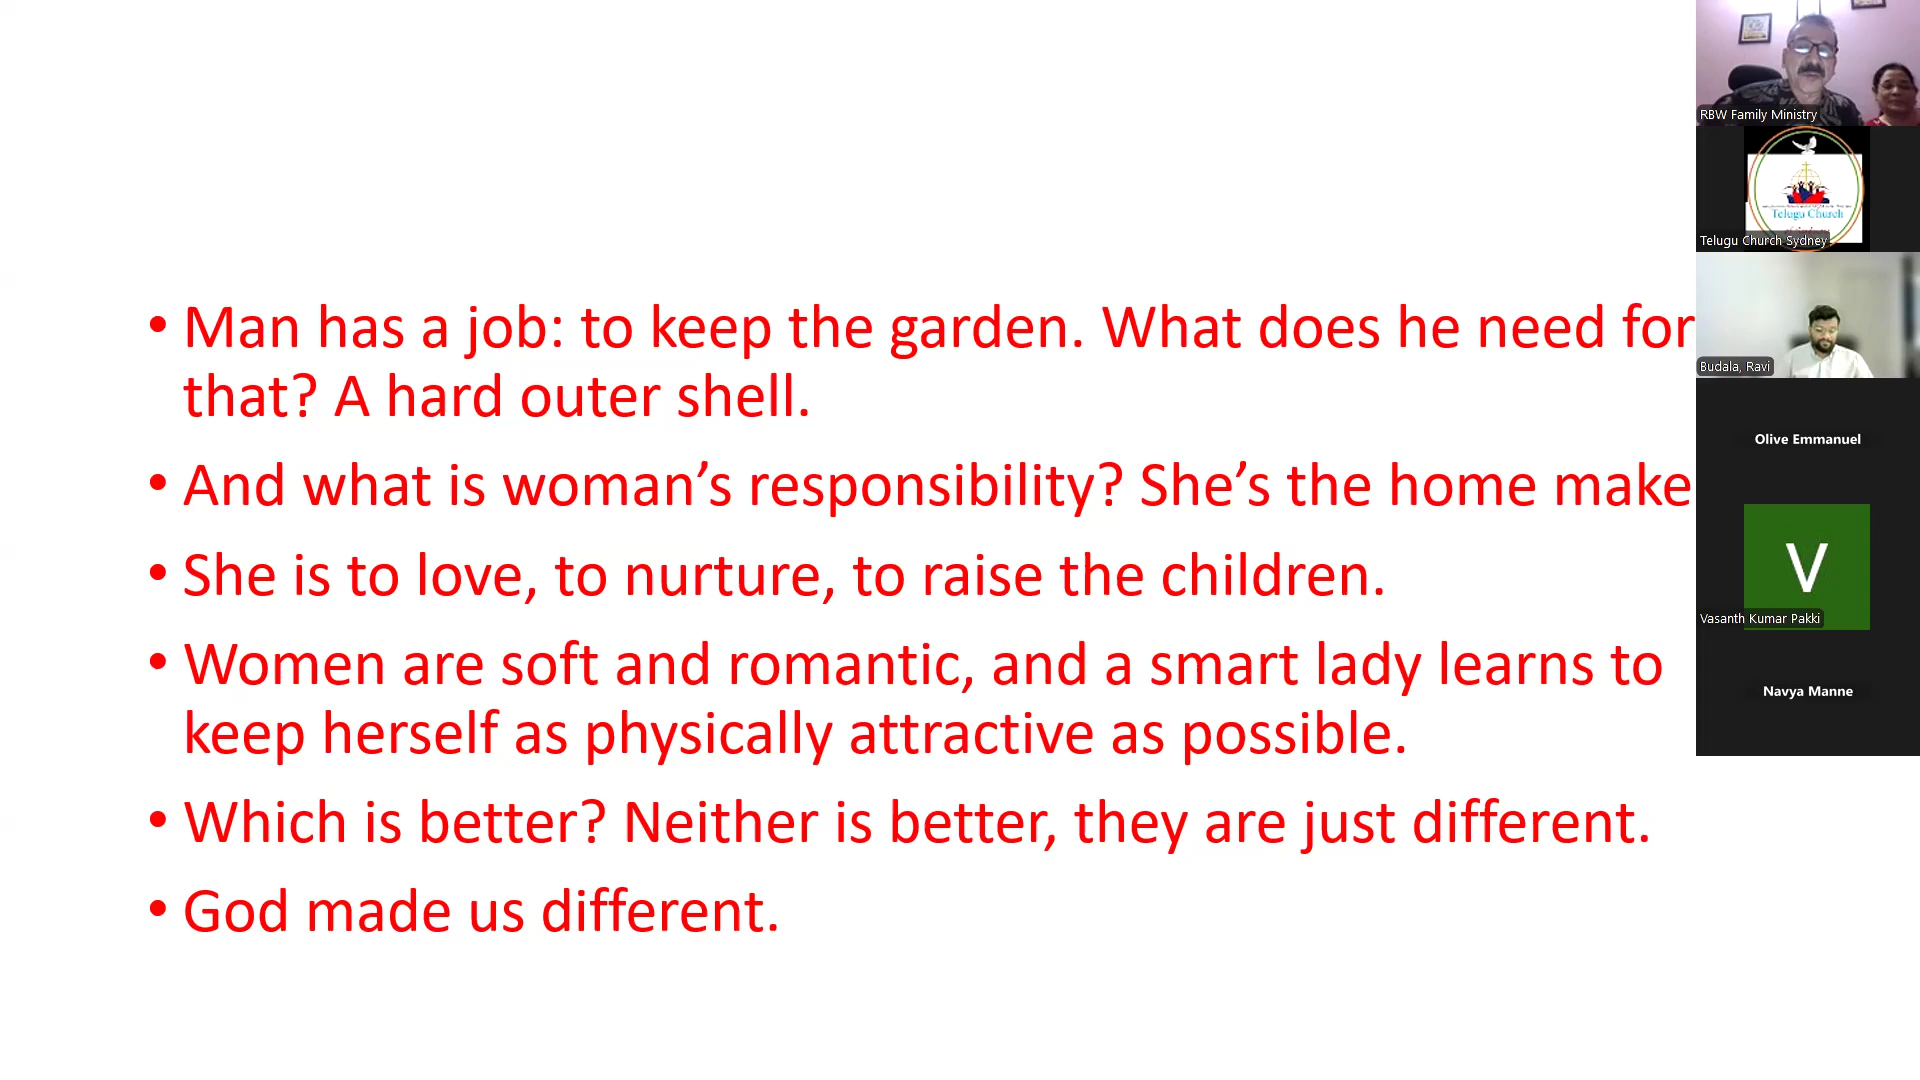 • Man has a job: to keep the garden. What does he need for
that? A hard outer shell.
• And what is woman’s responsibility? She’s the home make
• She is to love, to nurture, to raise the children.
• Women are soft and romantic, and a smart lady learns to
keep herself as physically attractive as possible.
• Which is better? Neither is better, they are just different.
• God made us different.
RBW Family Ministry
Telugu Church
Telugu Church Sydney
Budala, Ravi
Olive Emmanuel
V
Vasanth Kumar Pakki
Navya Manne